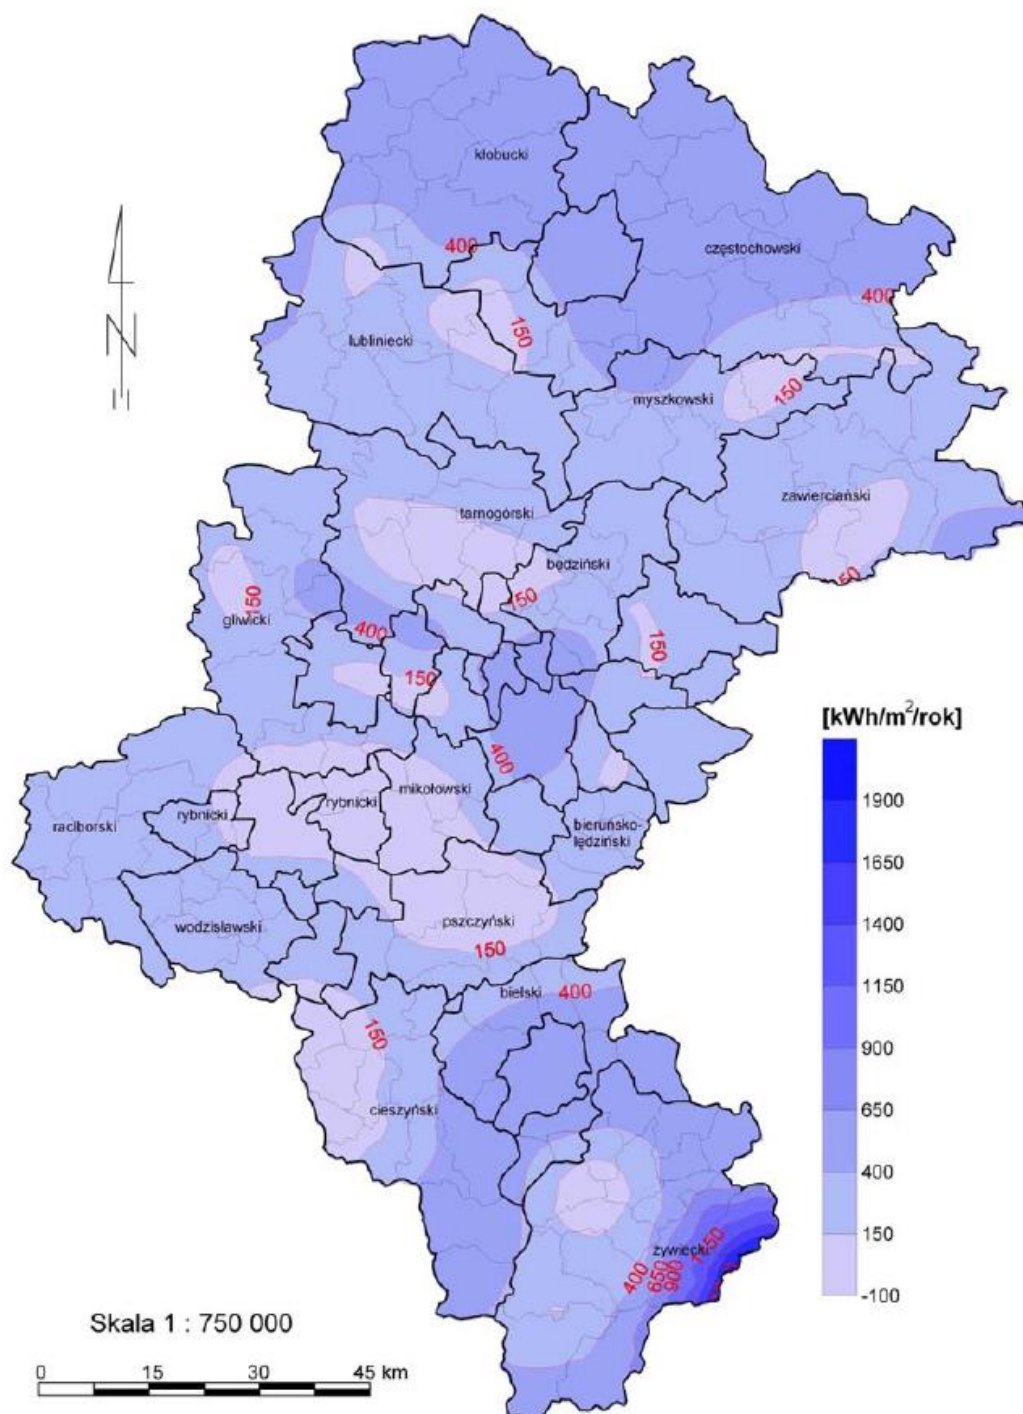 kłobucki
częstochowski
400
400
150
lubliniecki
150
myszkowski
zawierciański
tarnogórski
będziński
150
150
150
gliwicki
400
150
150
[kWh/m²/rok]
400
mikołowski
rybnicki
rybnicki
raciborski
bieruńsko-
lędziński
wodzisławski
pszczyński
150
bielski
400
150
cieszyński
żywiecki
400
650
900
1150
1900
1650
1400
1150
900
650
400
150
-100
N
Skala 1 : 750 000
0 15 30 45 km